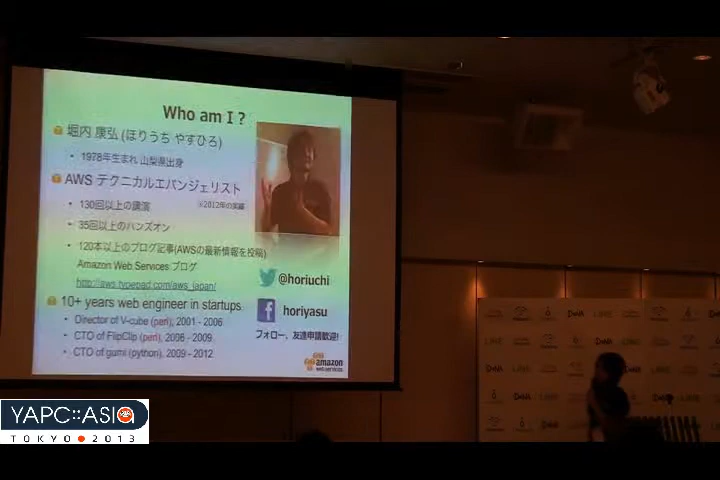 Who am I ?
堀内 康弘 (ほりうち やすひろ)
• 1978年生まれ 山梨県出身
AWS テクニカルエバンジェリスト
• 130回以上の講演
※2012年の実績
• 35回以上のハンズオン
• 120本以上のブログ記事(AWSの最新情報を投稿)
Amazon Web Services ブログ
http://aws.typepad.com/aws_japan/
@horiuchi
10+ years web engineer in startups
• Director of V-cube (perl), 2001 - 2006
• CTO of FlipClip (perl), 2006 - 2009
• CTO of gumi (python), 2009 - 2012
horiyasu
フォロー、友達申請歓迎!
amazon
web services
YAPC::ASIA
TOKYO 2013
DeNA
LINE